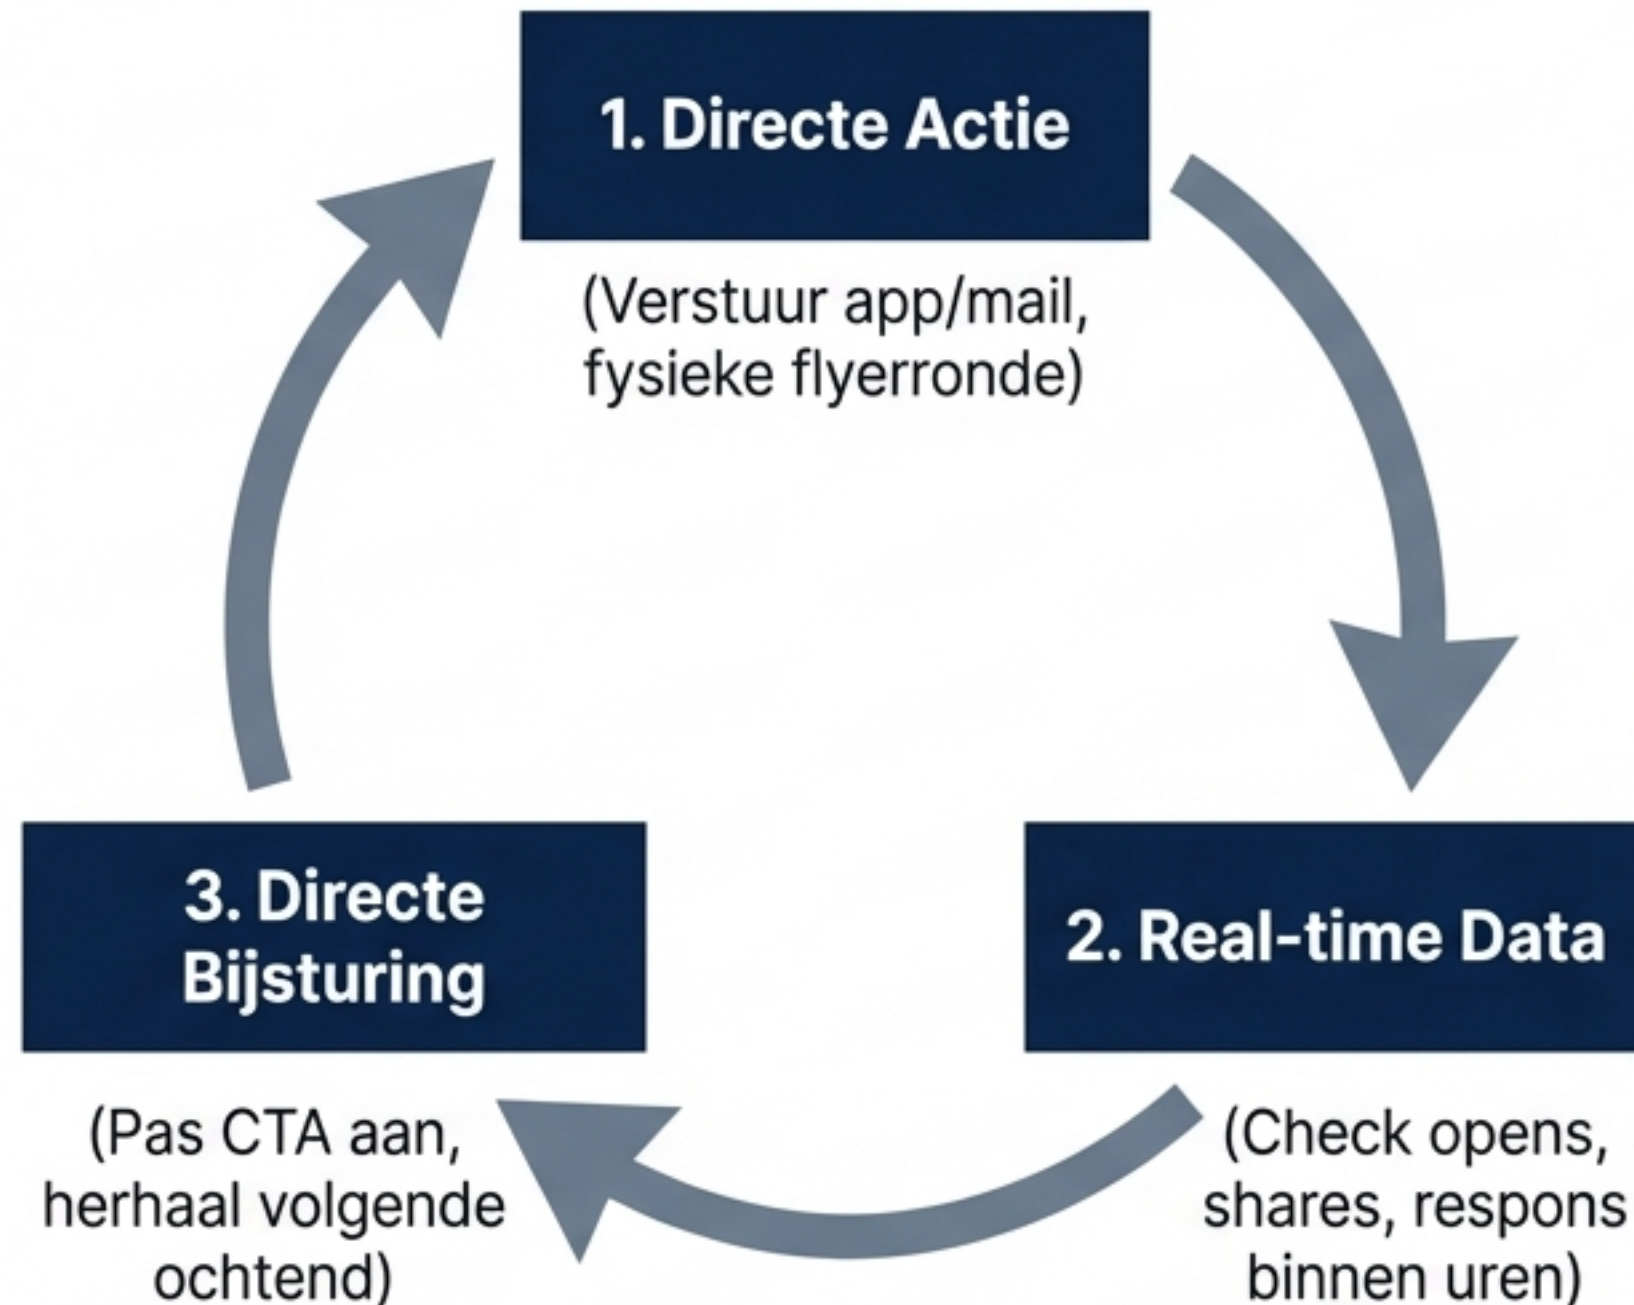 1. Directe Actie
(Verstuur app/mail,
fysieke flyerronde)
2. Real-time Data
(Check opens,
shares, respons
binnen uren)
3. Directe
Bijsturing
(Pas CTA aan,
herhaal volgende
ochtend)